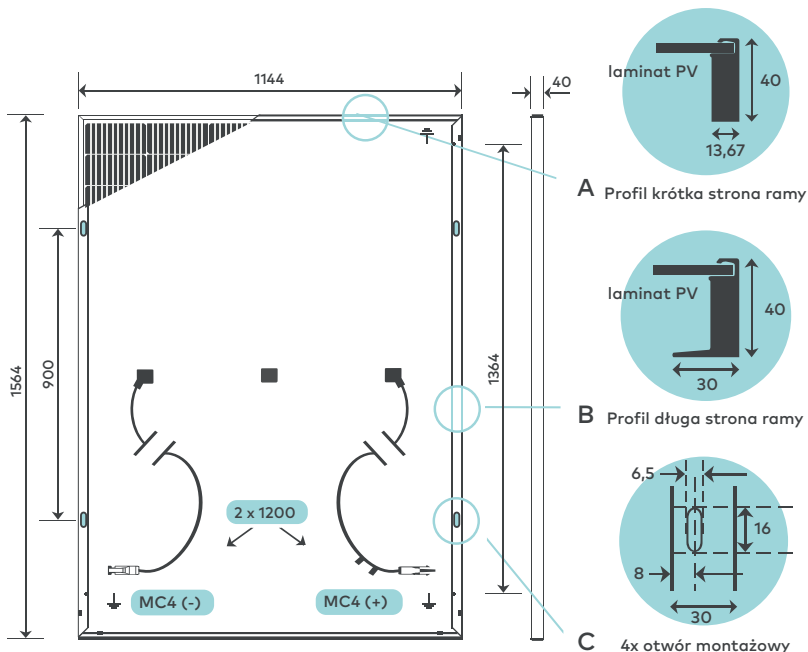 1144
40
1564
900
1364
2 x 1200
MC4 (-)
MC4 (+)
laminat PV
40
13,67
A Profil krótka strona ramy
laminat PV
40
30
B Profil długa strona ramy
6,5
16
8
30
C 4x otwór montażowy